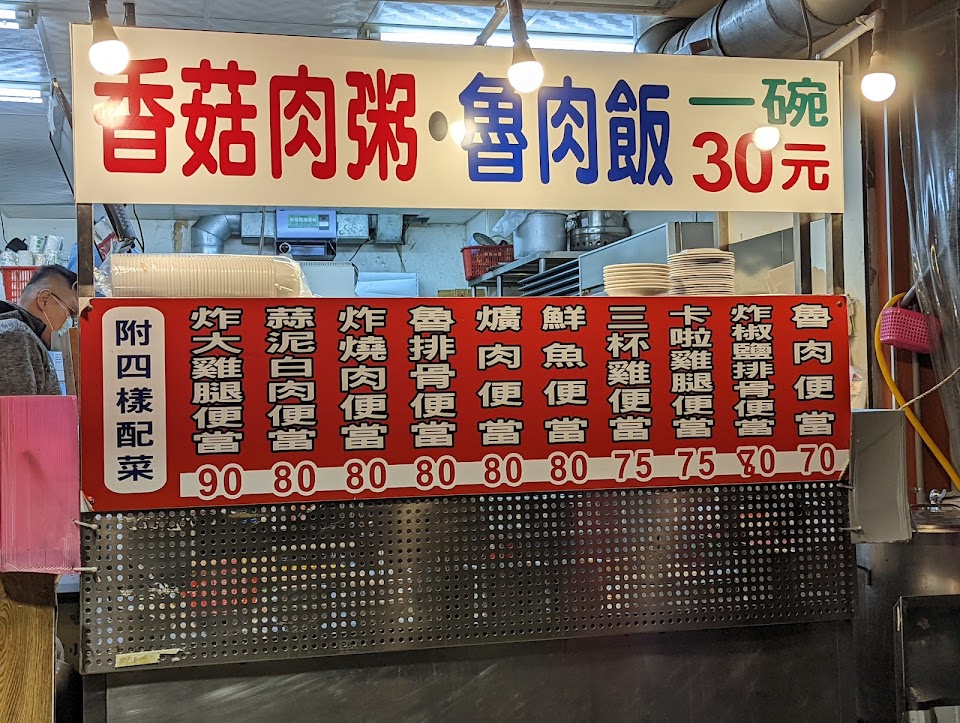 香菇肉粥・魯肉飯 一碗 30元
附四樣配菜
炸大雞腿便當 90
蒜泥白肉便當 80
炸燒肉便當 80
魯排骨便當 80
爌肉便當 80
鮮魚便當 80
三杯雞便當 75
卡啦雞腿便當 75
炸椒鹽排骨便當 70
魯肉便當 70